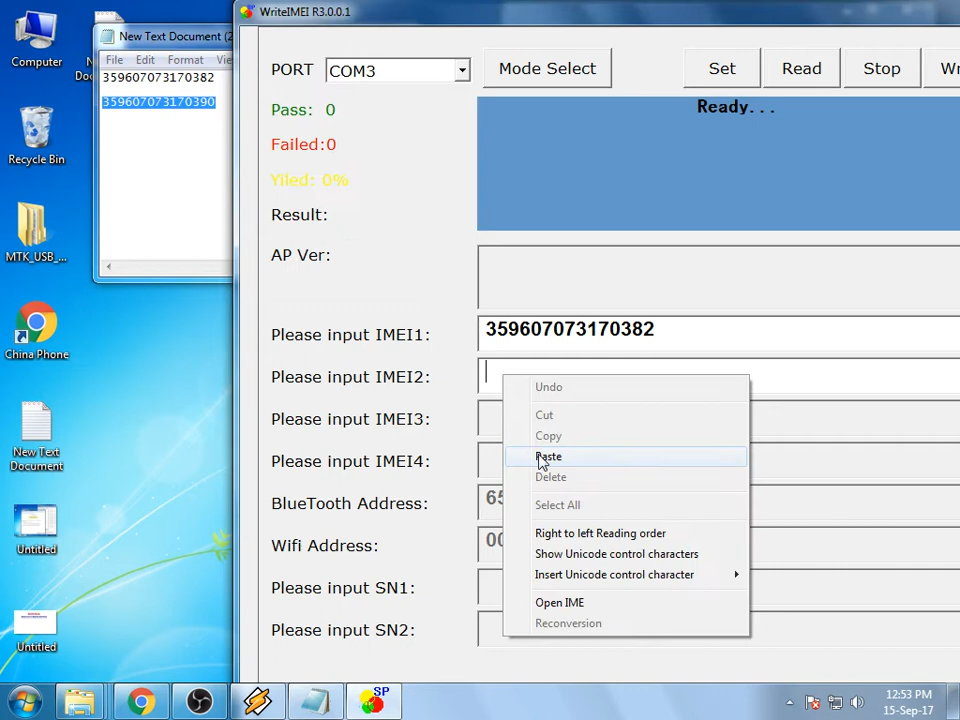 WriteIMEI R3.0.0.1
New Text Document (2
File Edit Format
359607073170382
359607073170390
Computer
Recycle Bin
MTK_USB_...
China Phone
New Text
Document
Untitled
Untitled
PORT COM3 Mode Select Set Read Stop
Pass: 0
Failed:0
Yiled: 0%
Result:
Ready...
AP Ver:
Please input IMEI1: 359607073170382
Please input IMEI2:
Please input IMEI3:
Please input IMEI4:
BlueTooth Address: 65
Wifi Address: 00
Please input SN1:
Please input SN2:
Undo
Cut
Copy
Paste
Delete
Select All
Right to left Reading order
Show Unicode control characters
Insert Unicode control character
Open IME
Reconversion
SP
12:53 PM
15-Sep-17